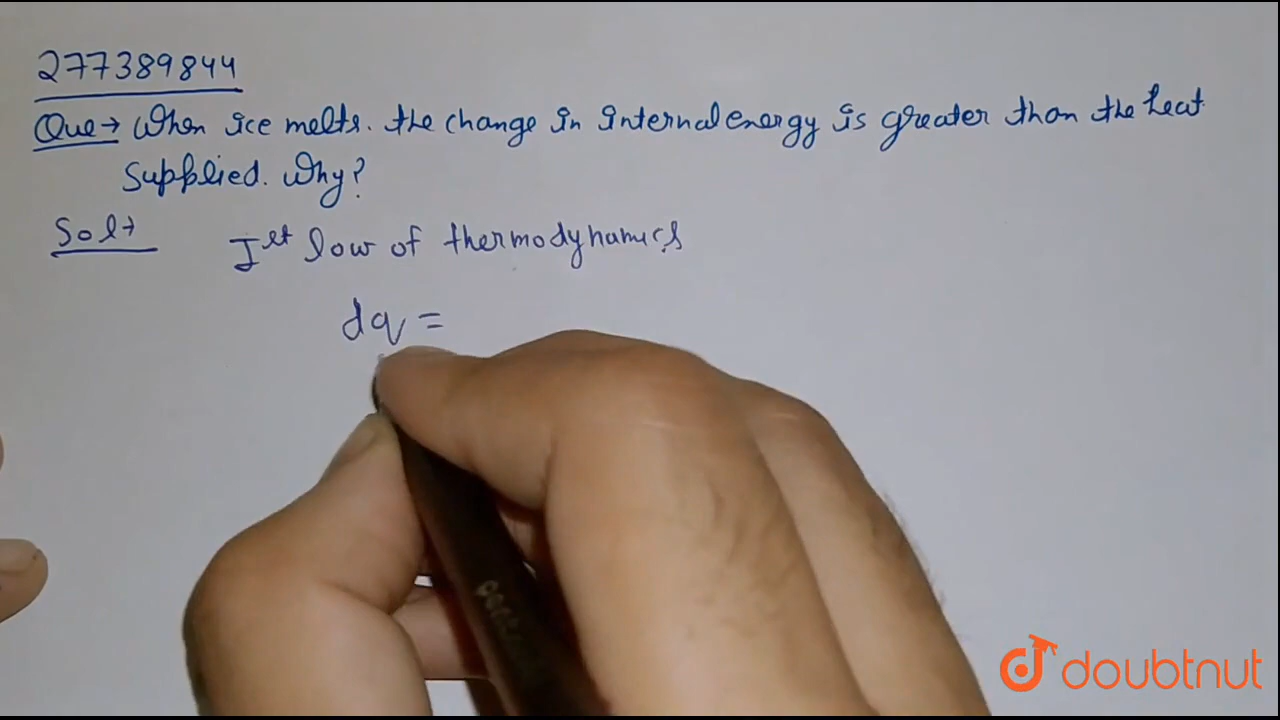 277389844
Que→ When ice melts. the change in internal energy is greater than the heat
supplied. Why?
Sol→ Ist low of thermodynamics
dq =
doubtnut